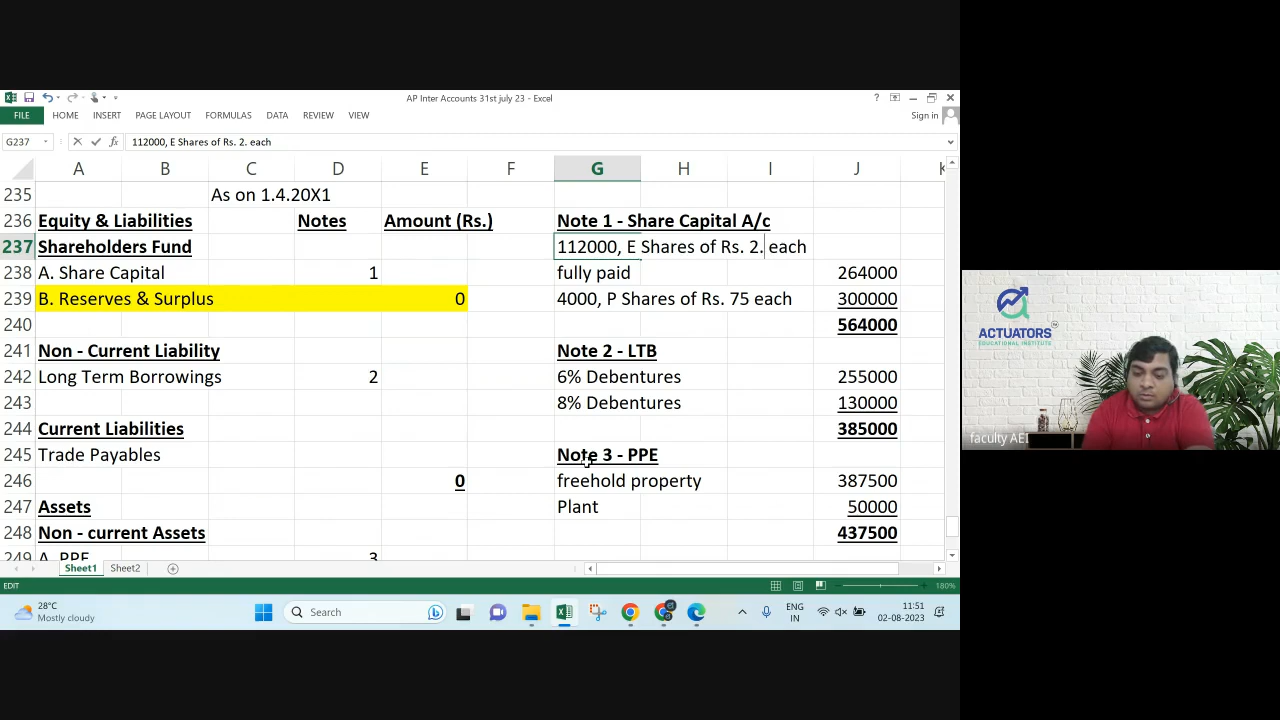 AP Inter Accounts 31st july 23 - Excel
?
FILE HOME INSERT PAGE LAYOUT FORMULAS DATA REVIEW VIEW Sign in
G237 fx 112000, E Shares of Rs. 2. each
A B C D E F G H I J K
235 As on 1.4.20X1
236 Equity & Liabilities Notes Amount (Rs.) Note 1 - Share Capital A/c
237 Shareholders Fund 112000, E Shares of Rs. 2. each
238 A. Share Capital 1 fully paid 264000
239 B. Reserves & Surplus 0 4000, P Shares of Rs. 75 each 300000
240 564000
241 Non - Current Liability Note 2 - LTB
242 Long Term Borrowings 2 6% Debentures 255000
243 8% Debentures 130000
244 Current Liabilities 385000
245 Trade Payables Note 3 - PPE
246 0 freehold property 387500
247 Assets Plant 50000
248 Non - current Assets 437500
249 A. PPE 3
Sheet1 Sheet2
EDIT 180%
28°C
Mostly cloudy
Search
ENG
IN
11:51
02-08-2023
ACTUATORS
EDUCATIONAL INSTITUTE
faculty AEI